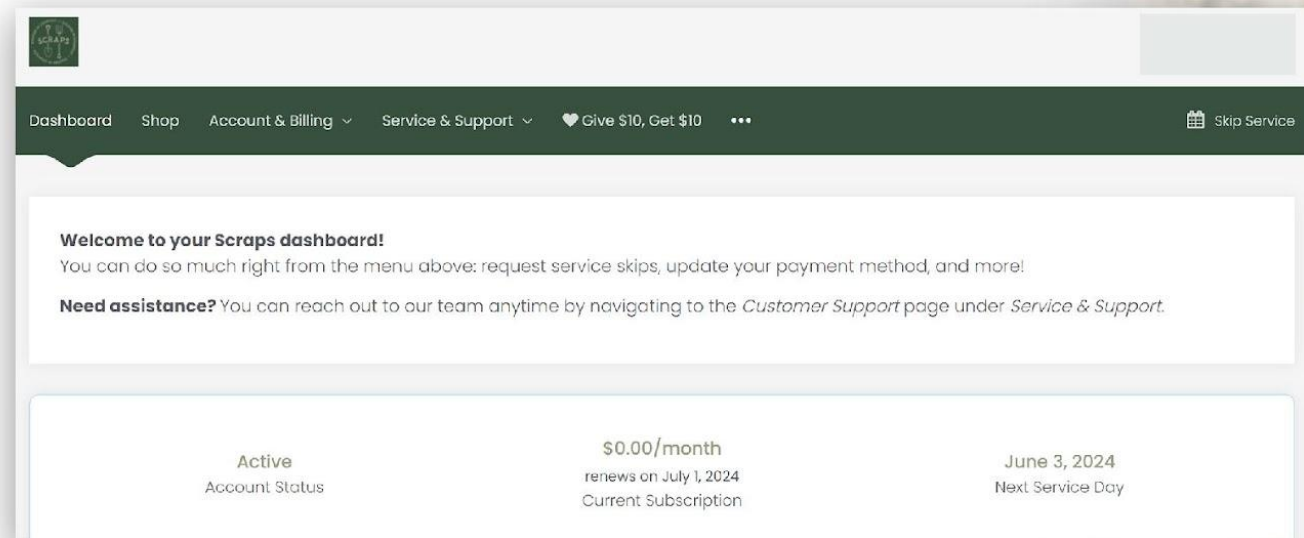 SCRAPS
Dashboard Shop Account & Billing Service & Support Give $10, Get $10 ••• Skip Service
Welcome to your Scraps dashboard!
You can do so much right from the menu above: request service skips, update your payment method, and more!
Need assistance? You can reach out to our team anytime by navigating to the Customer Support page under Service & Support.
Active
Account Status
$0.00/month
renews on July 1, 2024
Current Subscription
June 3, 2024
Next Service Day